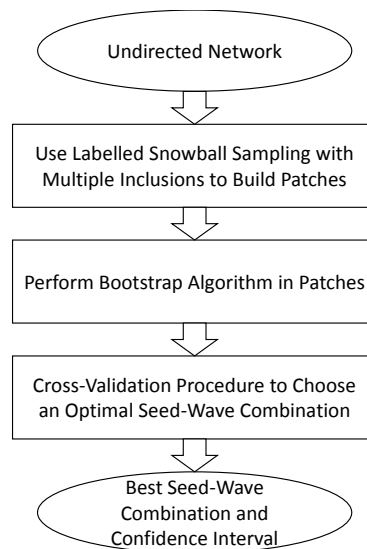 Undirected Network
Use Labelled Snowball Sampling with
Multiple Inclusions to Build Patches
Perform Bootstrap Algorithm in Patches
Cross-Validation Procedure to Choose
an Optimal Seed-Wave Combination
Best Seed-Wave
Combination and
Confidence Interval